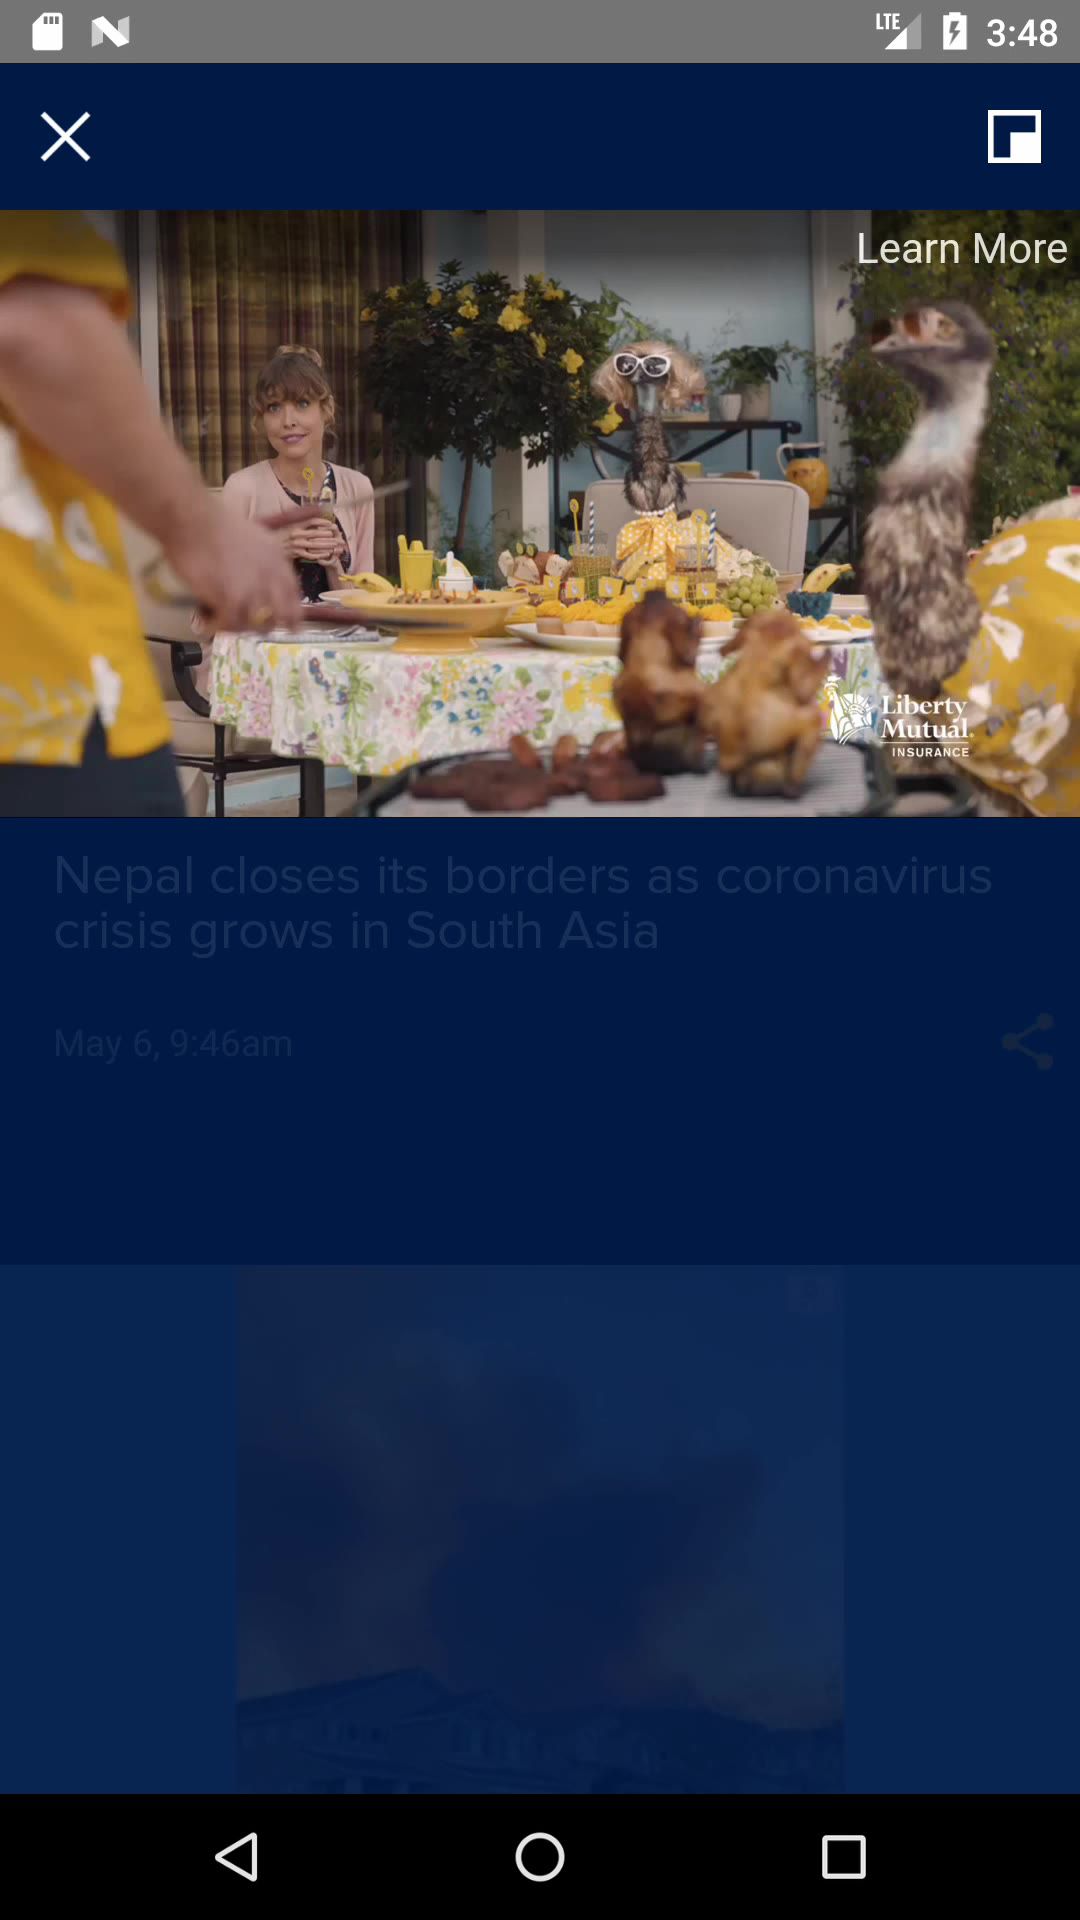 LTE
3:48
Learn More
Liberty
Mutual®
INSURANCE
Nepal closes its borders as coronavirus
crisis grows in South Asia
May 6, 9:46am